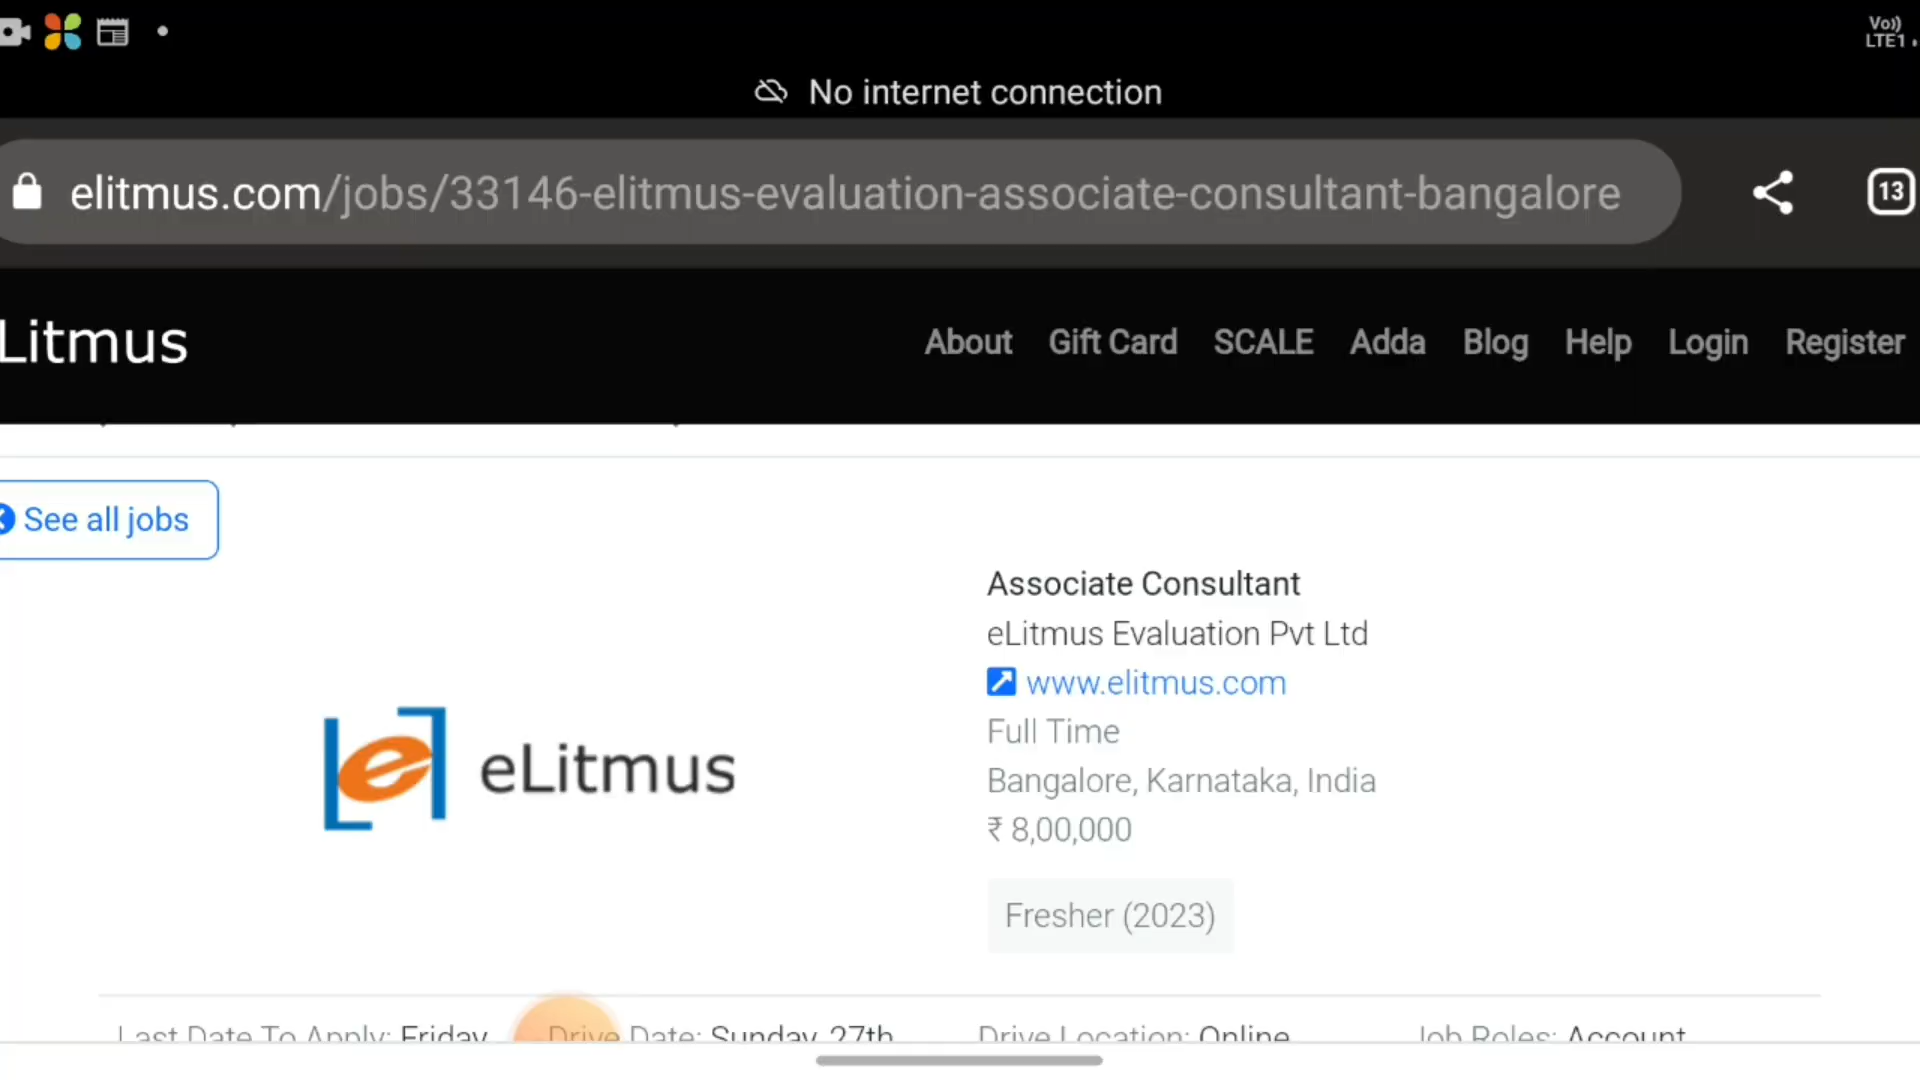 Vo))
LTE1
No internet connection
elitmus.com/jobs/33146-elitmus-evaluation-associate-consultant-bangalore
13
Litmus
About Gift Card SCALE Adda Blog Help Login Register
See all jobs
Associate Consultant
eLitmus Evaluation Pvt Ltd
www.elitmus.com
Full Time
Bangalore, Karnataka, India
₹ 8,00,000
e eLitmus
Fresher (2023)
Last Date To Apply: Friday Drive Date: Sunday, 27th Drive Location: Online Job Roles: Account